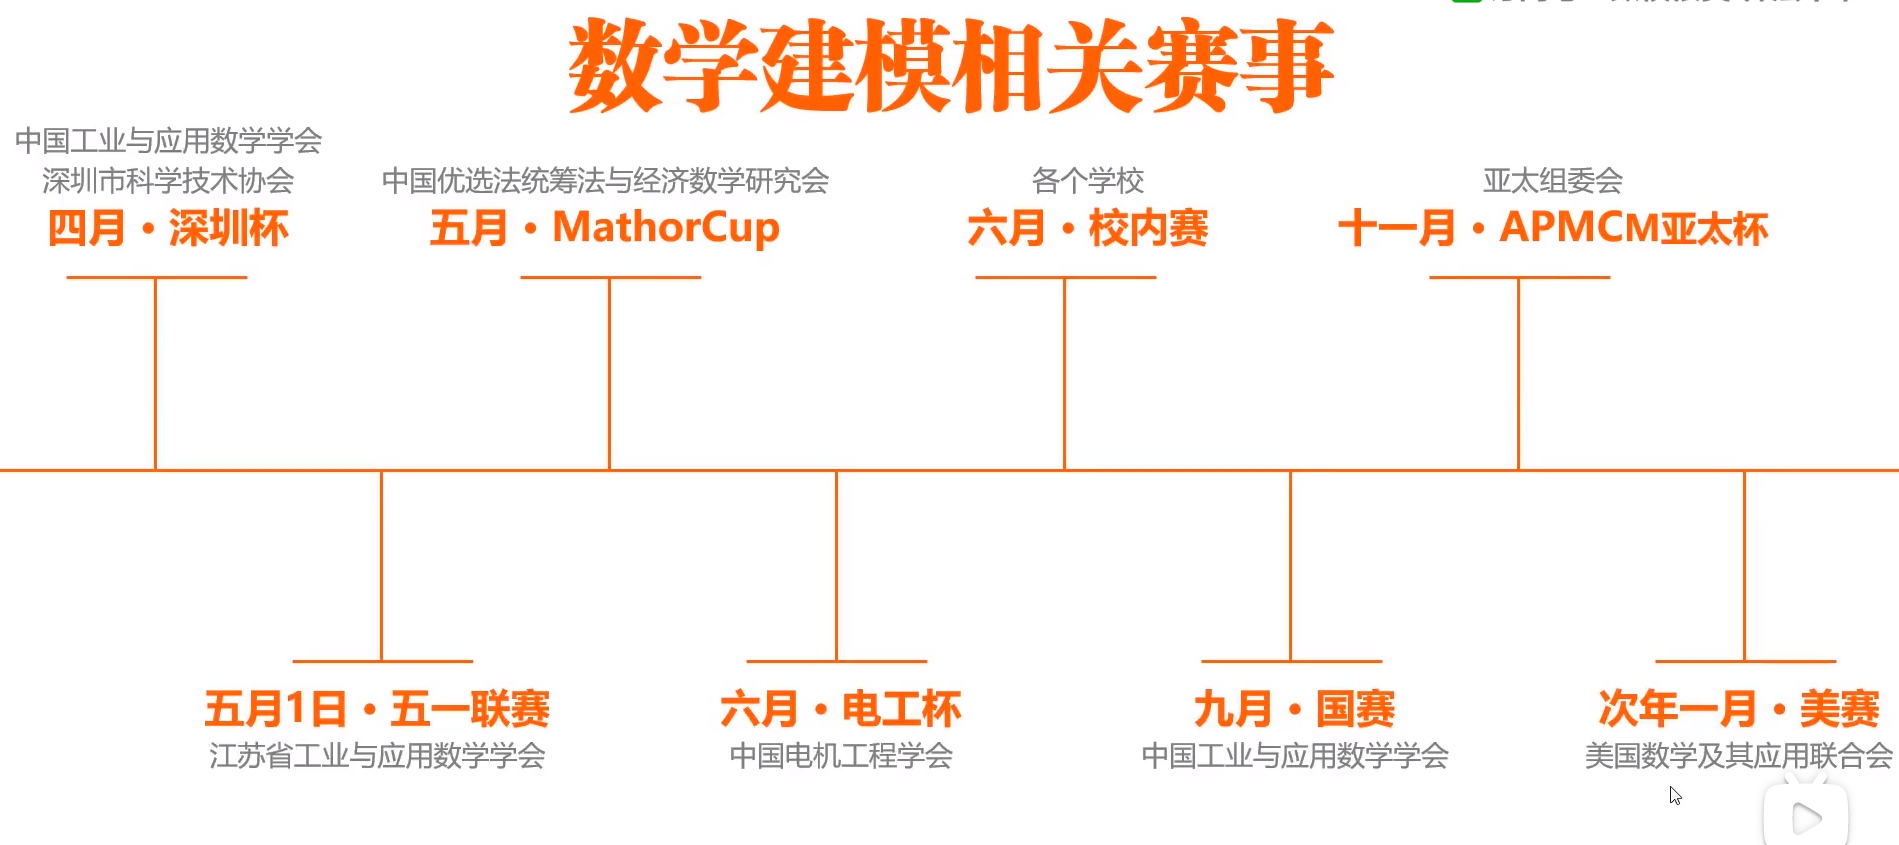 数学建模相关赛事
中国工业与应用数学学会
深圳市科学技术协会
四月·深圳杯
中国优选法统筹法与经济数学研究会
五月·MathorCup
各个学校
六月·校内赛
亚太组委会
十一月·APMCM亚太杯
五月1日·五一联赛
江苏省工业与应用数学学会
六月·电工杯
中国电机工程学会
九月·国赛
中国工业与应用数学学会
次年一月·美赛
美国数学及其应用联合会